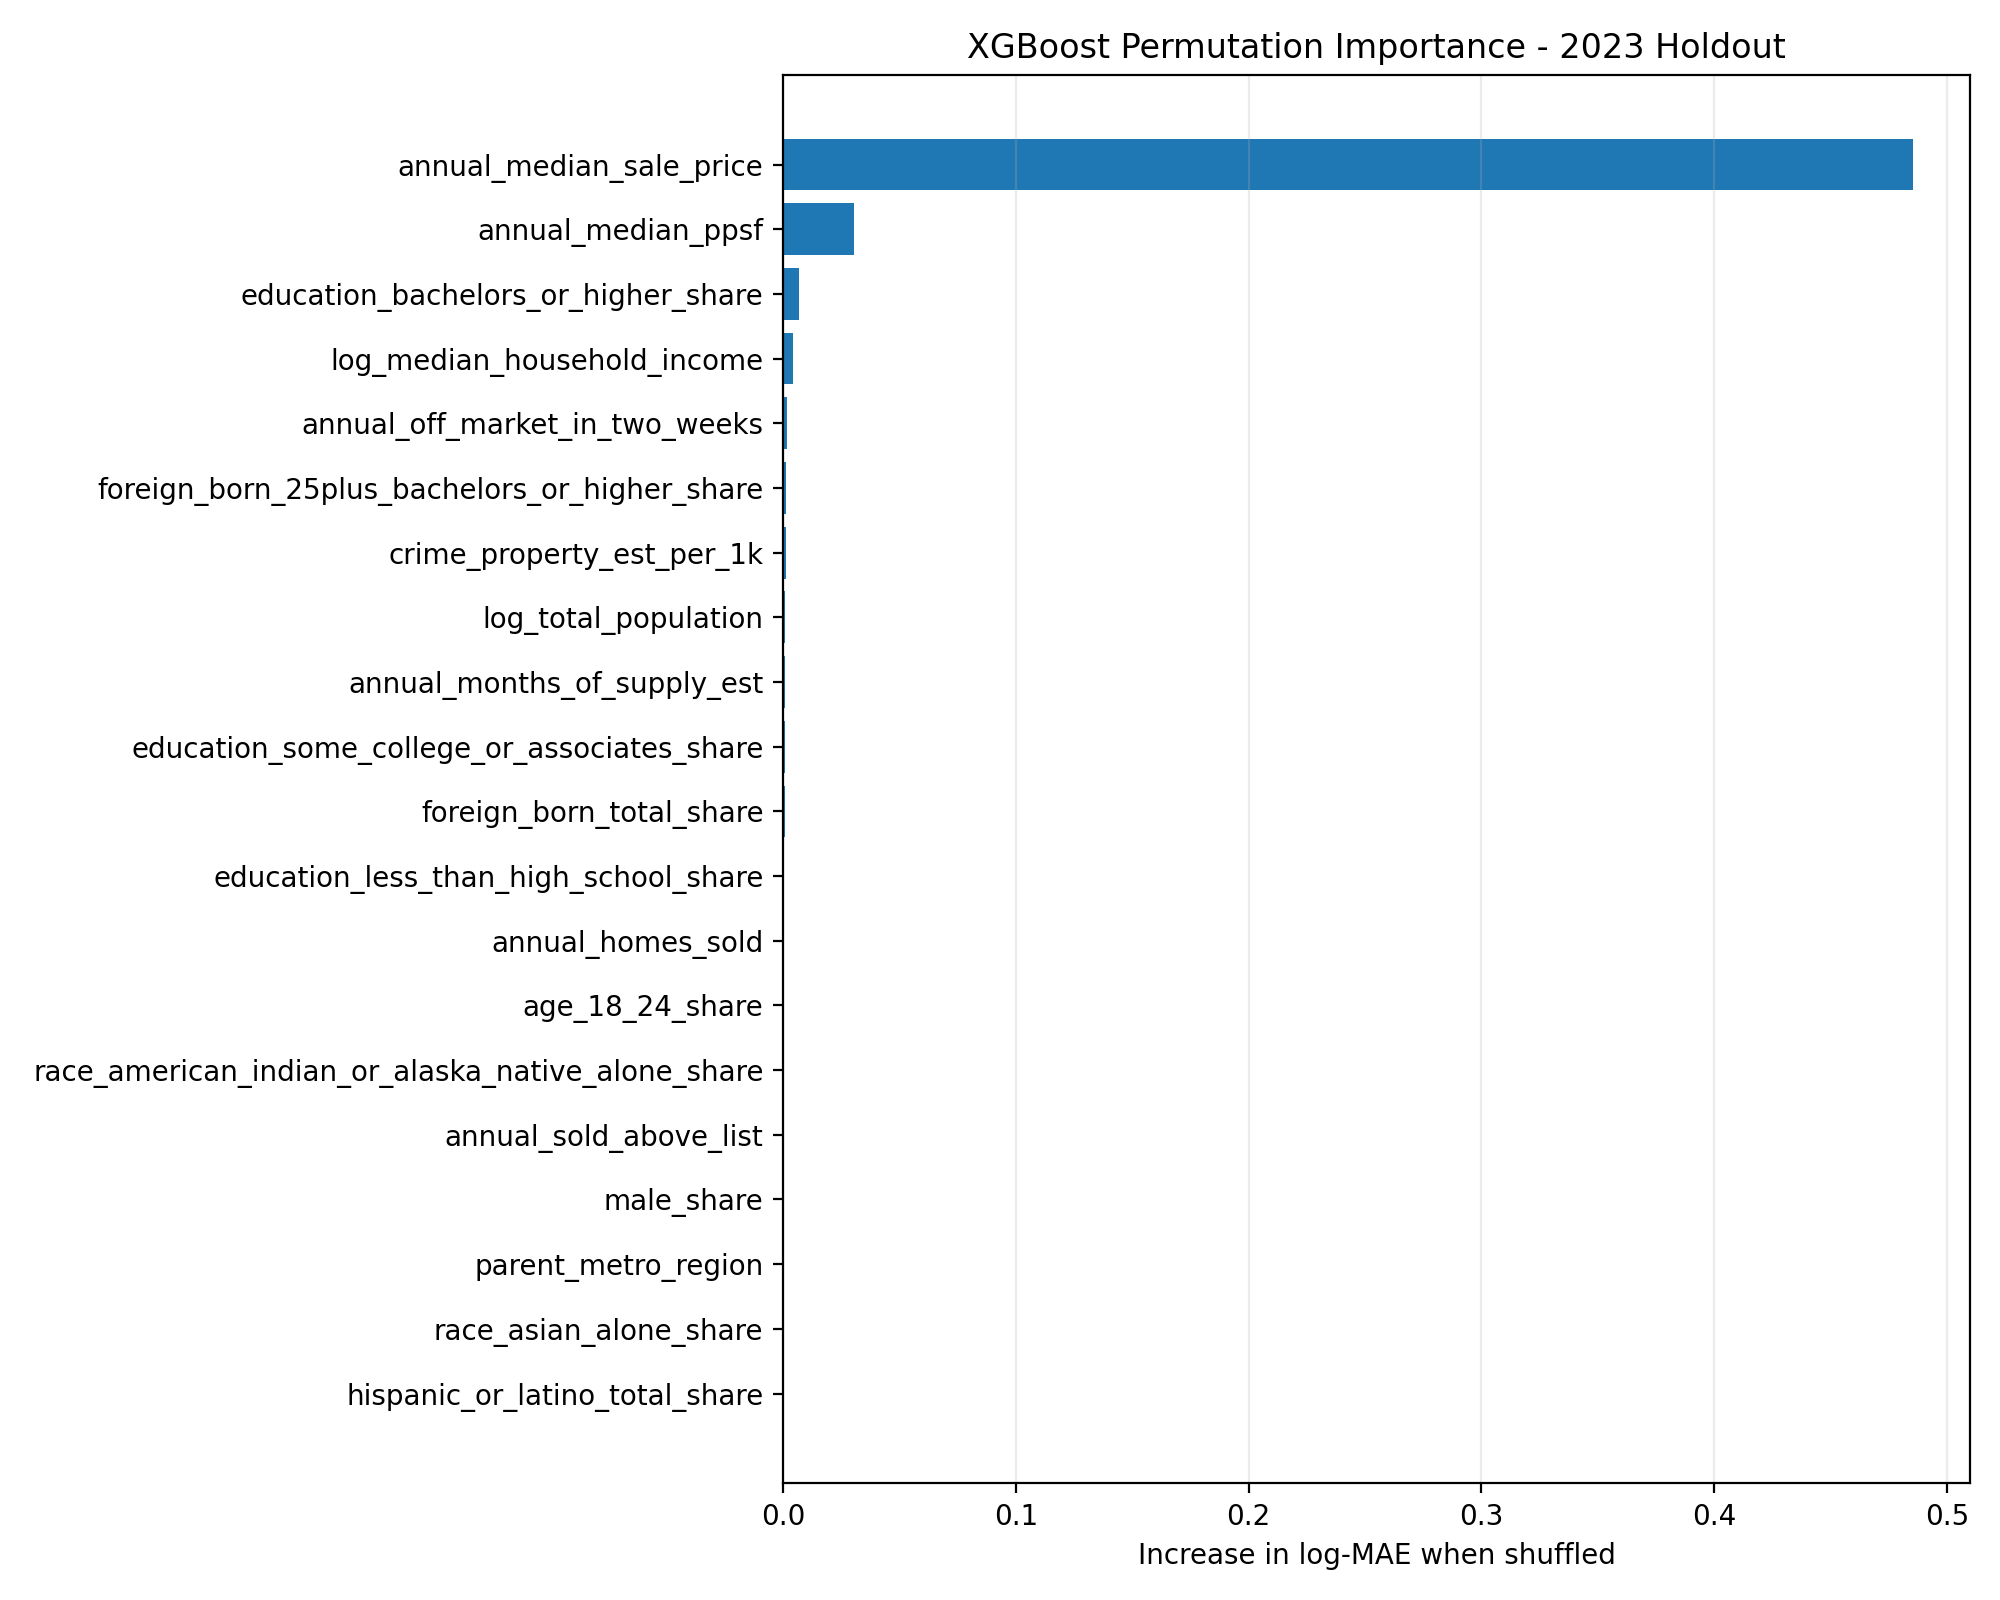 XGBoost Permutation Importance - 2023 Holdout
annual_median_sale_price
annual_median_ppsf
education_bachelors_or_higher_share
log_median_household_income
annual_off_market_in_two_weeks
foreign_born_25plus_bachelors_or_higher_share
crime_property_est_per_1k
log_total_population
annual_months_of_supply_est
education_some_college_or_associates_share
foreign_born_total_share
education_less_than_high_school_share
annual_homes_sold
age_18_24_share
race_american_indian_or_alaska_native_alone_share
annual_sold_above_list
male_share
parent_metro_region
race_asian_alone_share
hispanic_or_latino_total_share
0.0 0.1 0.2 0.3 0.4 0.5
Increase in log-MAE when shuffled